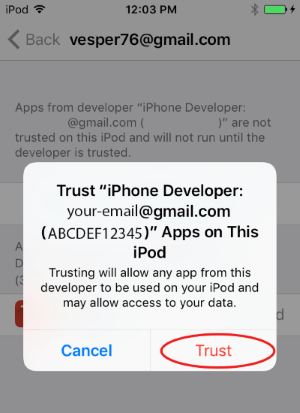 iPod 12:03 PM
Back vesper76@gmail.com
Apps from developer “iPhone Developer:
@gmail.com ( )” are not
trusted on this iPod and will not run until the
developer is trusted.
Trust “iPhone Developer:
your-email@gmail.com
(ABCDEF12345)” Apps on This
iPod
Trusting will allow any app from this
developer to be used on your iPod and
may allow access to your data.
Cancel Trust